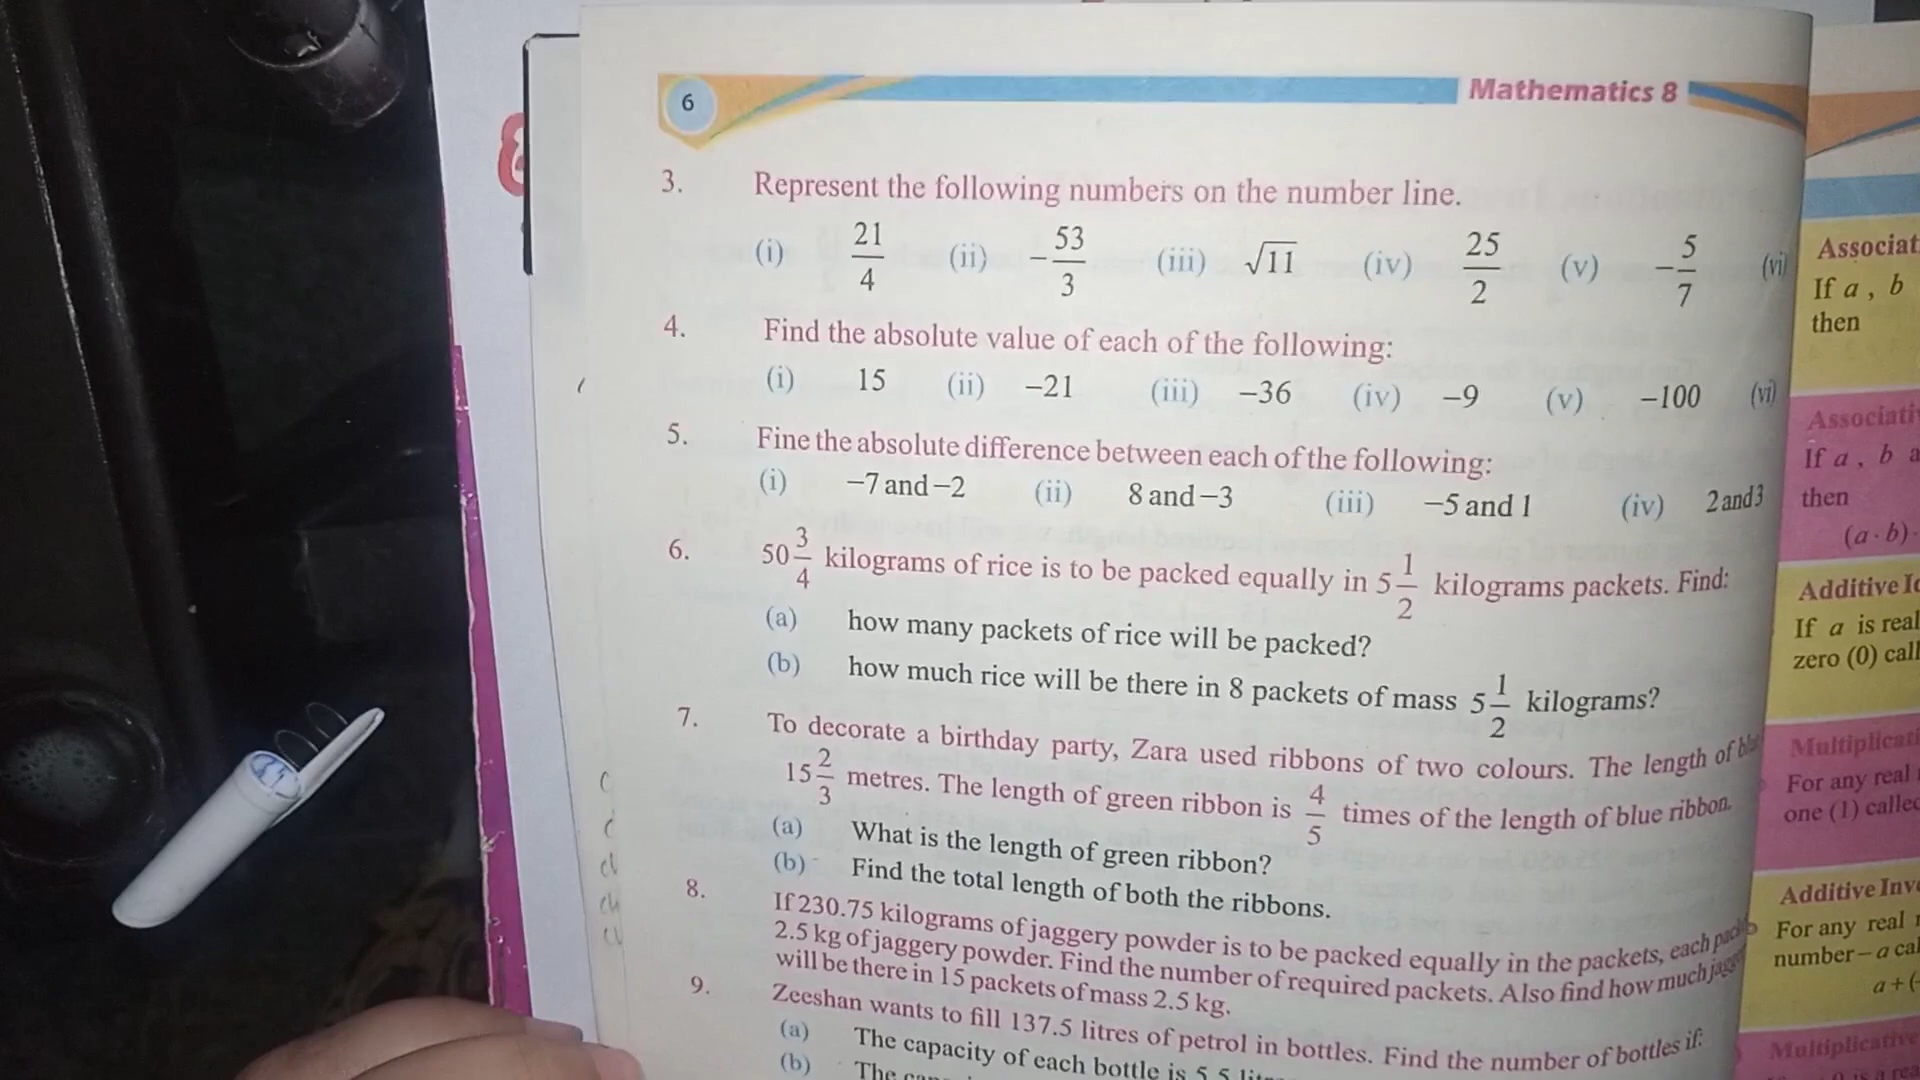 6
Mathematics 8
3. Represent the following numbers on the number line.
(i) 21/4 (ii) −53/3 (iii) √11 (iv) 25/2 (v) −5/7 (vi)
4. Find the absolute value of each of the following:
(i) 15 (ii) −21 (iii) −36 (iv) −9 (v) −100 (vi)
5. Fine the absolute difference between each of the following:
(i) −7 and −2 (ii) 8 and −3 (iii) −5 and 1 (iv) 2 and 3
6. 50 3/4 kilograms of rice is to be packed equally in 5 1/2 kilograms packets. Find:
(a) how many packets of rice will be packed?
(b) how much rice will be there in 8 packets of mass 5 1/2 kilograms?
7. To decorate a birthday party, Zara used ribbons of two colours. The length of
15 2/3 metres. The length of green ribbon is 4/5 times of the length of blue ribbon.
(a) What is the length of green ribbon?
(b) Find the total length of both the ribbons.
8. If 230.75 kilograms of jaggery powder is to be packed equally in the packets, each
2.5 kg of jaggery powder. Find the number of required packets. Also find how much
will be there in 15 packets of mass 2.5 kg.
9. Zeeshan wants to fill 137.5 litres of petrol in bottles. Find the number of bottles if:
(a) The capacity of each bottle is 5.5
(b) The
If a , b
then
If a , b
then
(a · b)
Additive
If a is real
zero (0)
For any real
one (1)
Additive
For any real
number – a
a + (
Multiplicative